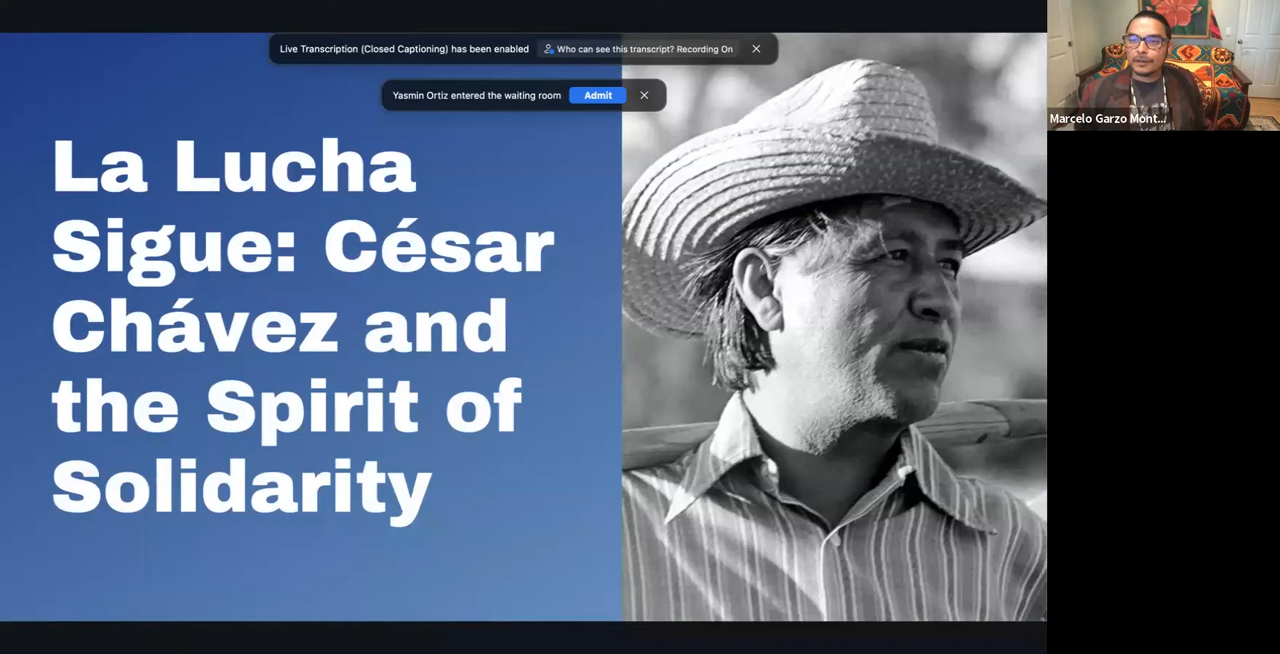 Live Transcription (Closed Captioning) has been enabled
Who can see this transcript? Recording On
Yasmin Ortiz entered the waiting room
Admit
La Lucha
Sigue: César
Chávez and
the Spirit of
Solidarity
Marcelo Garzo Mont...